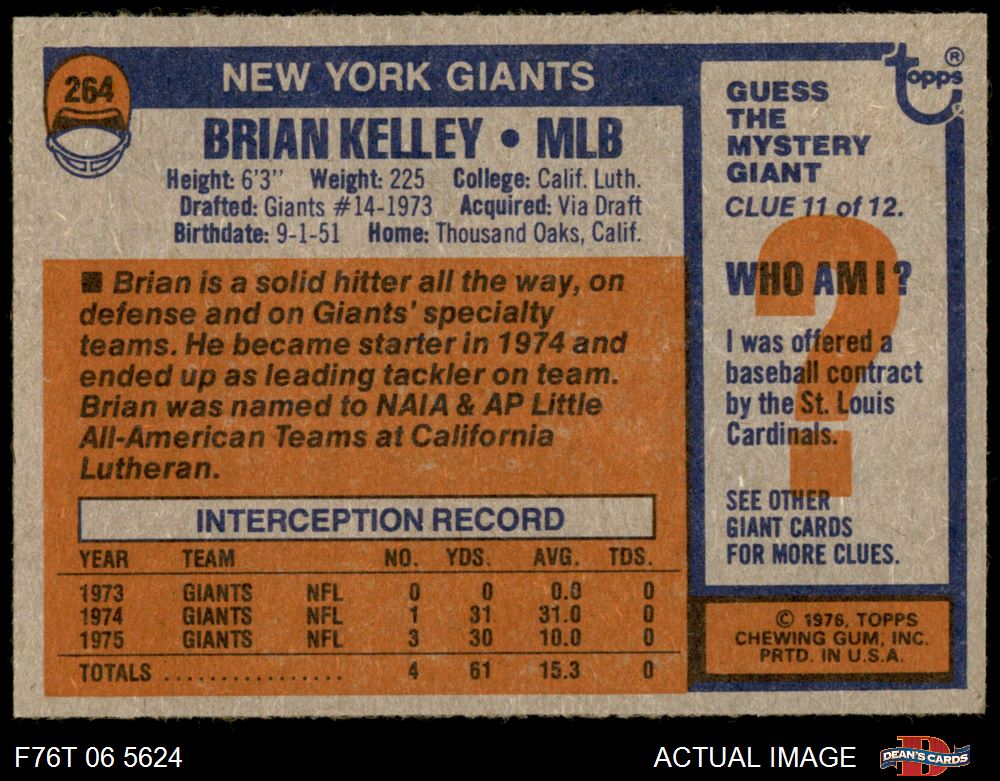 264
NEW YORK GIANTS
BRIAN KELLEY • MLB
Height: 6'3" Weight: 225 College: Calif. Luth.
Drafted: Giants #14-1973 Acquired: Via Draft
Birthdate: 9-1-51 Home: Thousand Oaks, Calif.
■ Brian is a solid hitter all the way, on
defense and on Giants' specialty
teams. He became starter in 1974 and
ended up as leading tackler on team.
Brian was named to NAIA & AP Little
All-American Teams at California
Lutheran.
INTERCEPTION RECORD
YEAR TEAM NO. YDS. AVG. TDS.
1973 GIANTS NFL 0 0 0.0 0
1974 GIANTS NFL 1 31 31.0 0
1975 GIANTS NFL 3 30 10.0 0
TOTALS ................ 4 61 15.3 0
topps ®
GUESS
THE
MYSTERY
GIANT
CLUE 11 of 12.
?
WHO AM I?
I was offered a
baseball contract
by the St. Louis
Cardinals.
SEE OTHER
GIANT CARDS
FOR MORE CLUES.
© 1976, TOPPS
CHEWING GUM, INC.
PRTD. IN U.S.A.
F76T 06 5624
ACTUAL IMAGE
DEAN'S CARDS